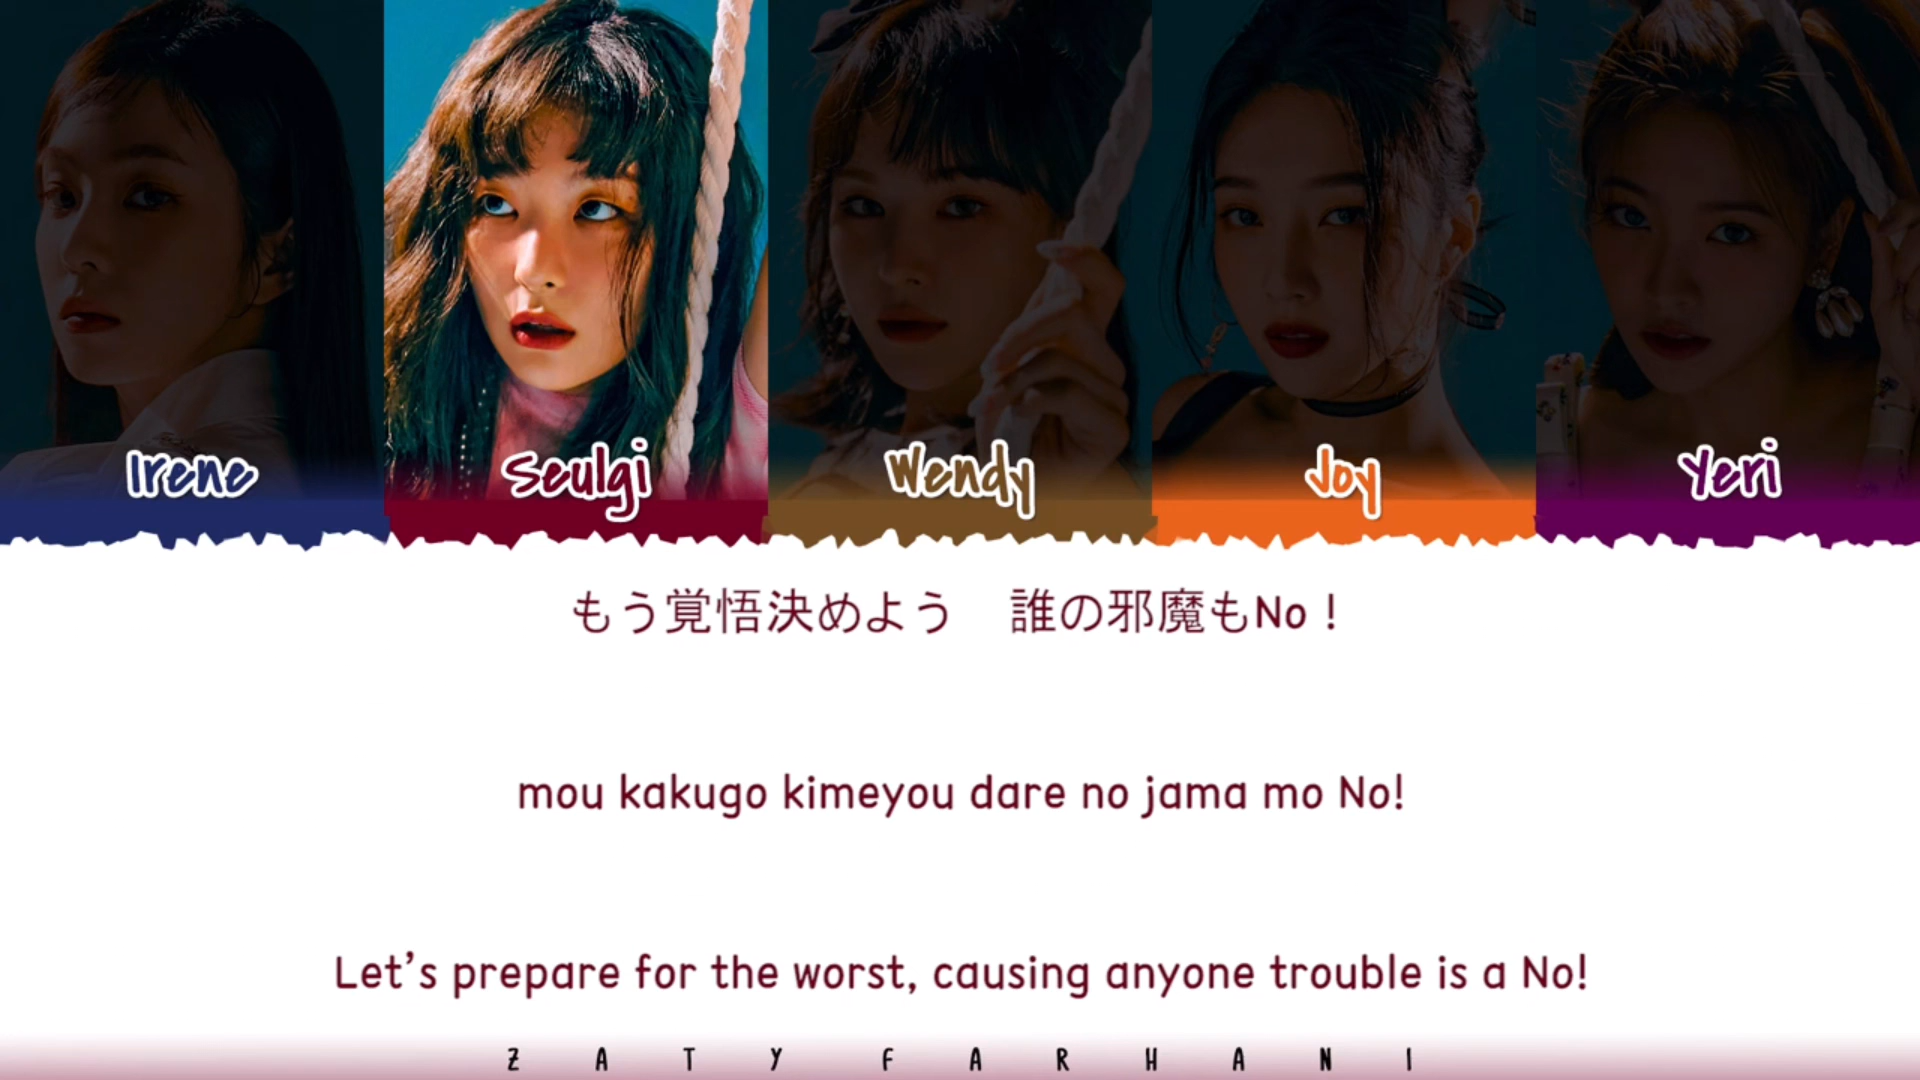 Irene
Seulgi
Wendy
Joy
Yeri
もう覚悟決めよう　誰の邪魔もNo！
mou kakugo kimeyou dare no jama mo No!
Let's prepare for the worst, causing anyone trouble is a No!
ZATY FARHANI